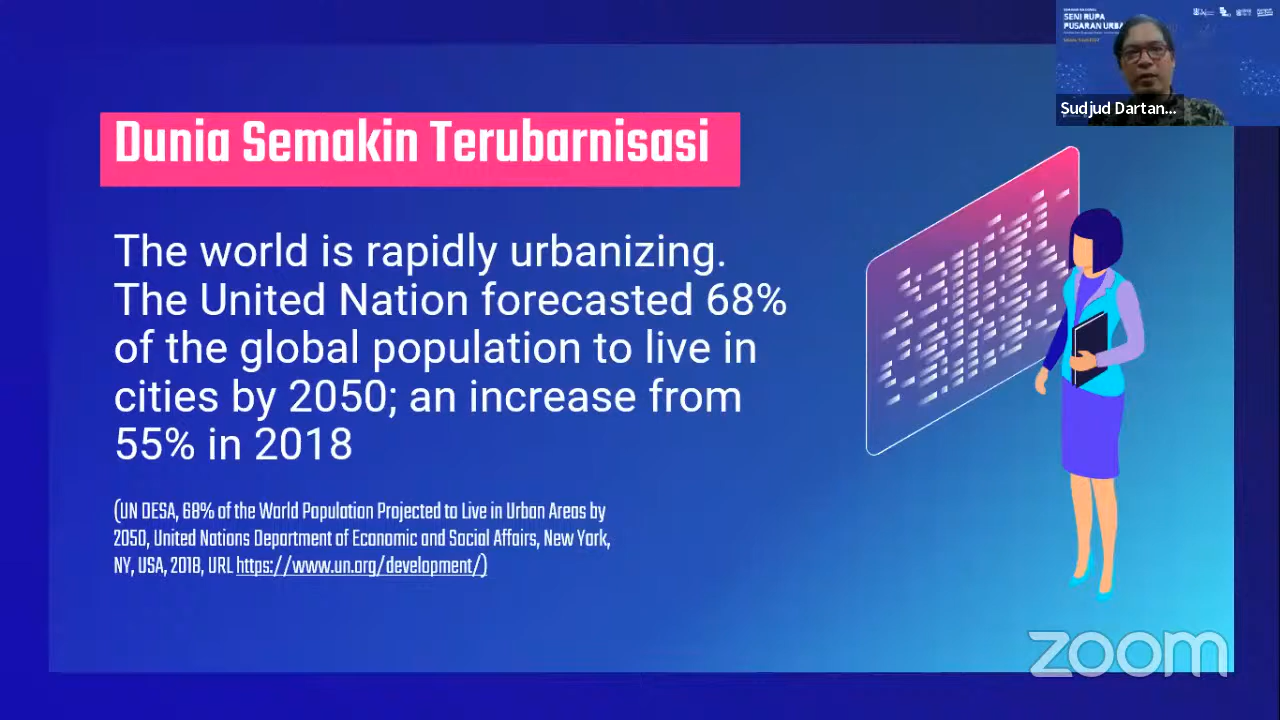 SENI RUPA
PUSARAN URBA
Sudjud Dartan...
Dunia Semakin Terubarnisasi
The world is rapidly urbanizing.
The United Nation forecasted 68%
of the global population to live in
cities by 2050; an increase from
55% in 2018
(UN DESA, 68% of the World Population Projected to Live in Urban Areas by
2050, United Nations Department of Economic and Social Affairs, New York,
NY, USA, 2018, URL https://www.un.org/development/)
zoom